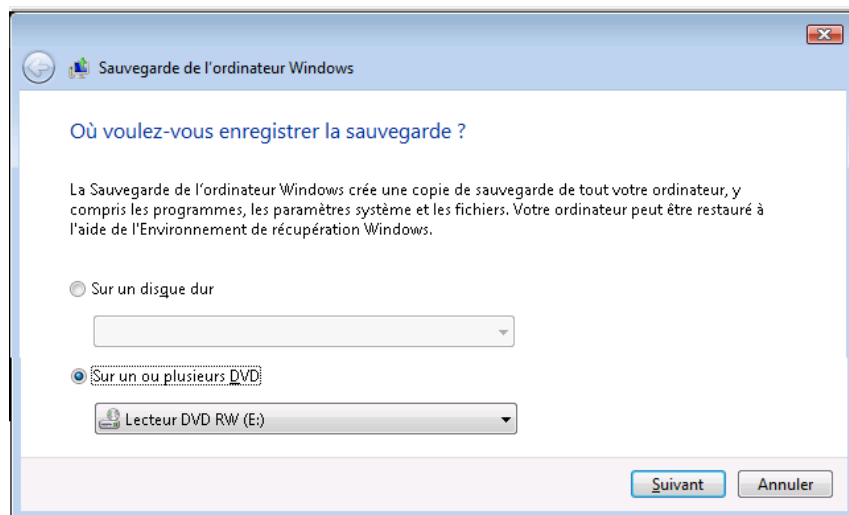 Sauvegarde de l'ordinateur Windows
Où voulez-vous enregistrer la sauvegarde ?
La Sauvegarde de l'ordinateur Windows crée une copie de sauvegarde de tout votre ordinateur, y
compris les programmes, les paramètres système et les fichiers. Votre ordinateur peut être restauré à
l'aide de l'Environnement de récupération Windows.
Sur un disque dur
Sur un ou plusieurs DVD
Lecteur DVD RW (E:)
Suivant
Annuler